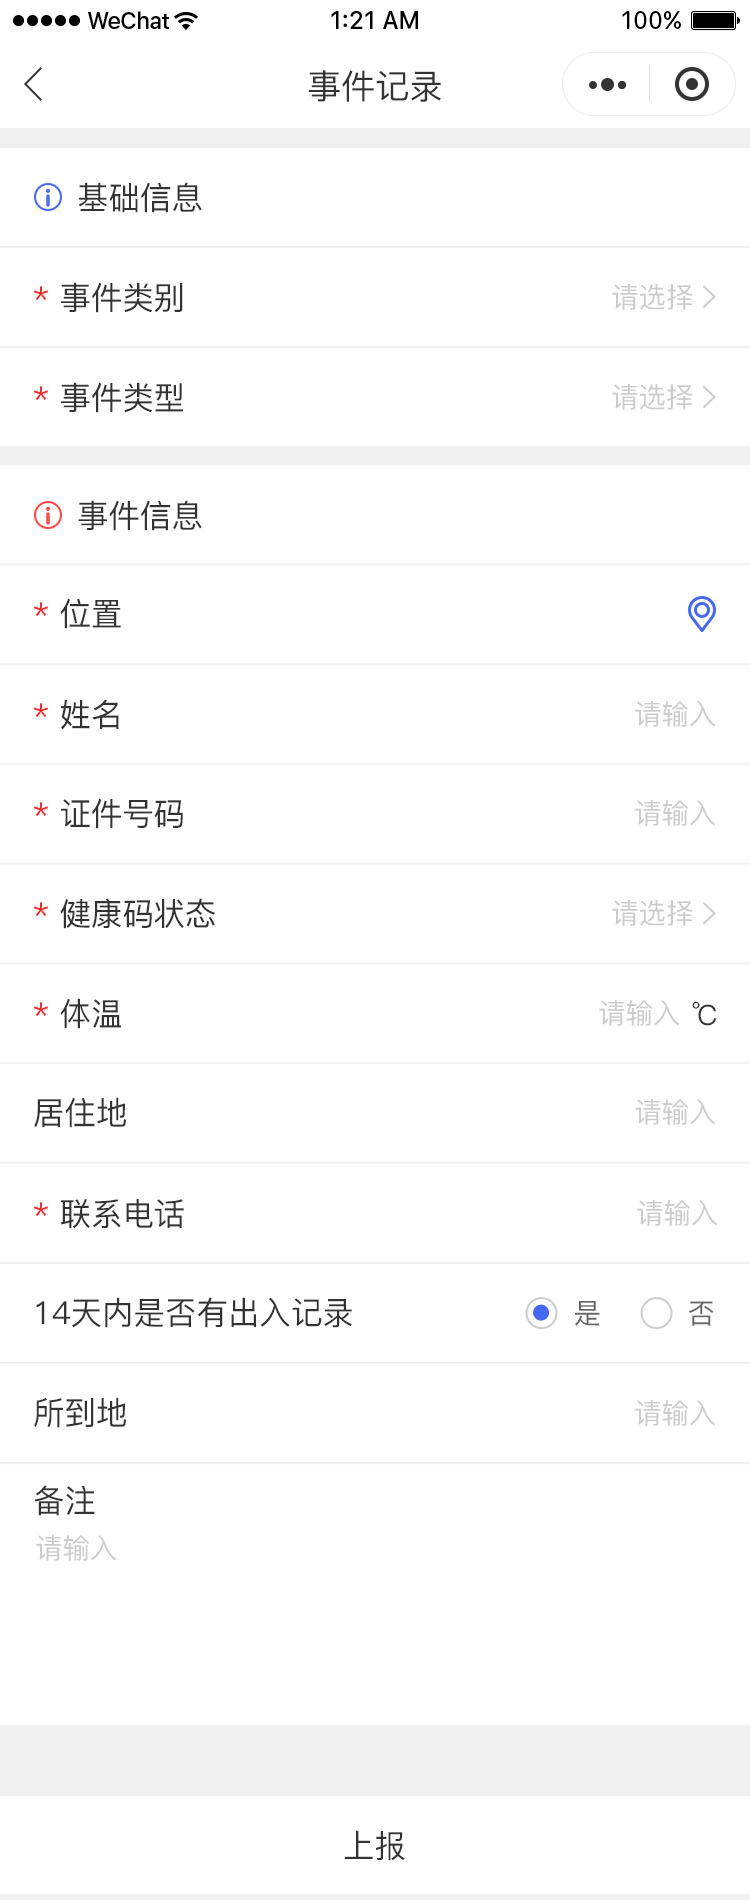 WeChat 1:21 AM 100%
事件记录
基础信息
* 事件类别 请选择
* 事件类型 请选择
事件信息
* 位置
* 姓名 请输入
* 证件号码 请输入
* 健康码状态 请选择
* 体温 请输入 ℃
居住地 请输入
* 联系电话 请输入
14天内是否有出入记录 是 否
所到地 请输入
备注
请输入
上报